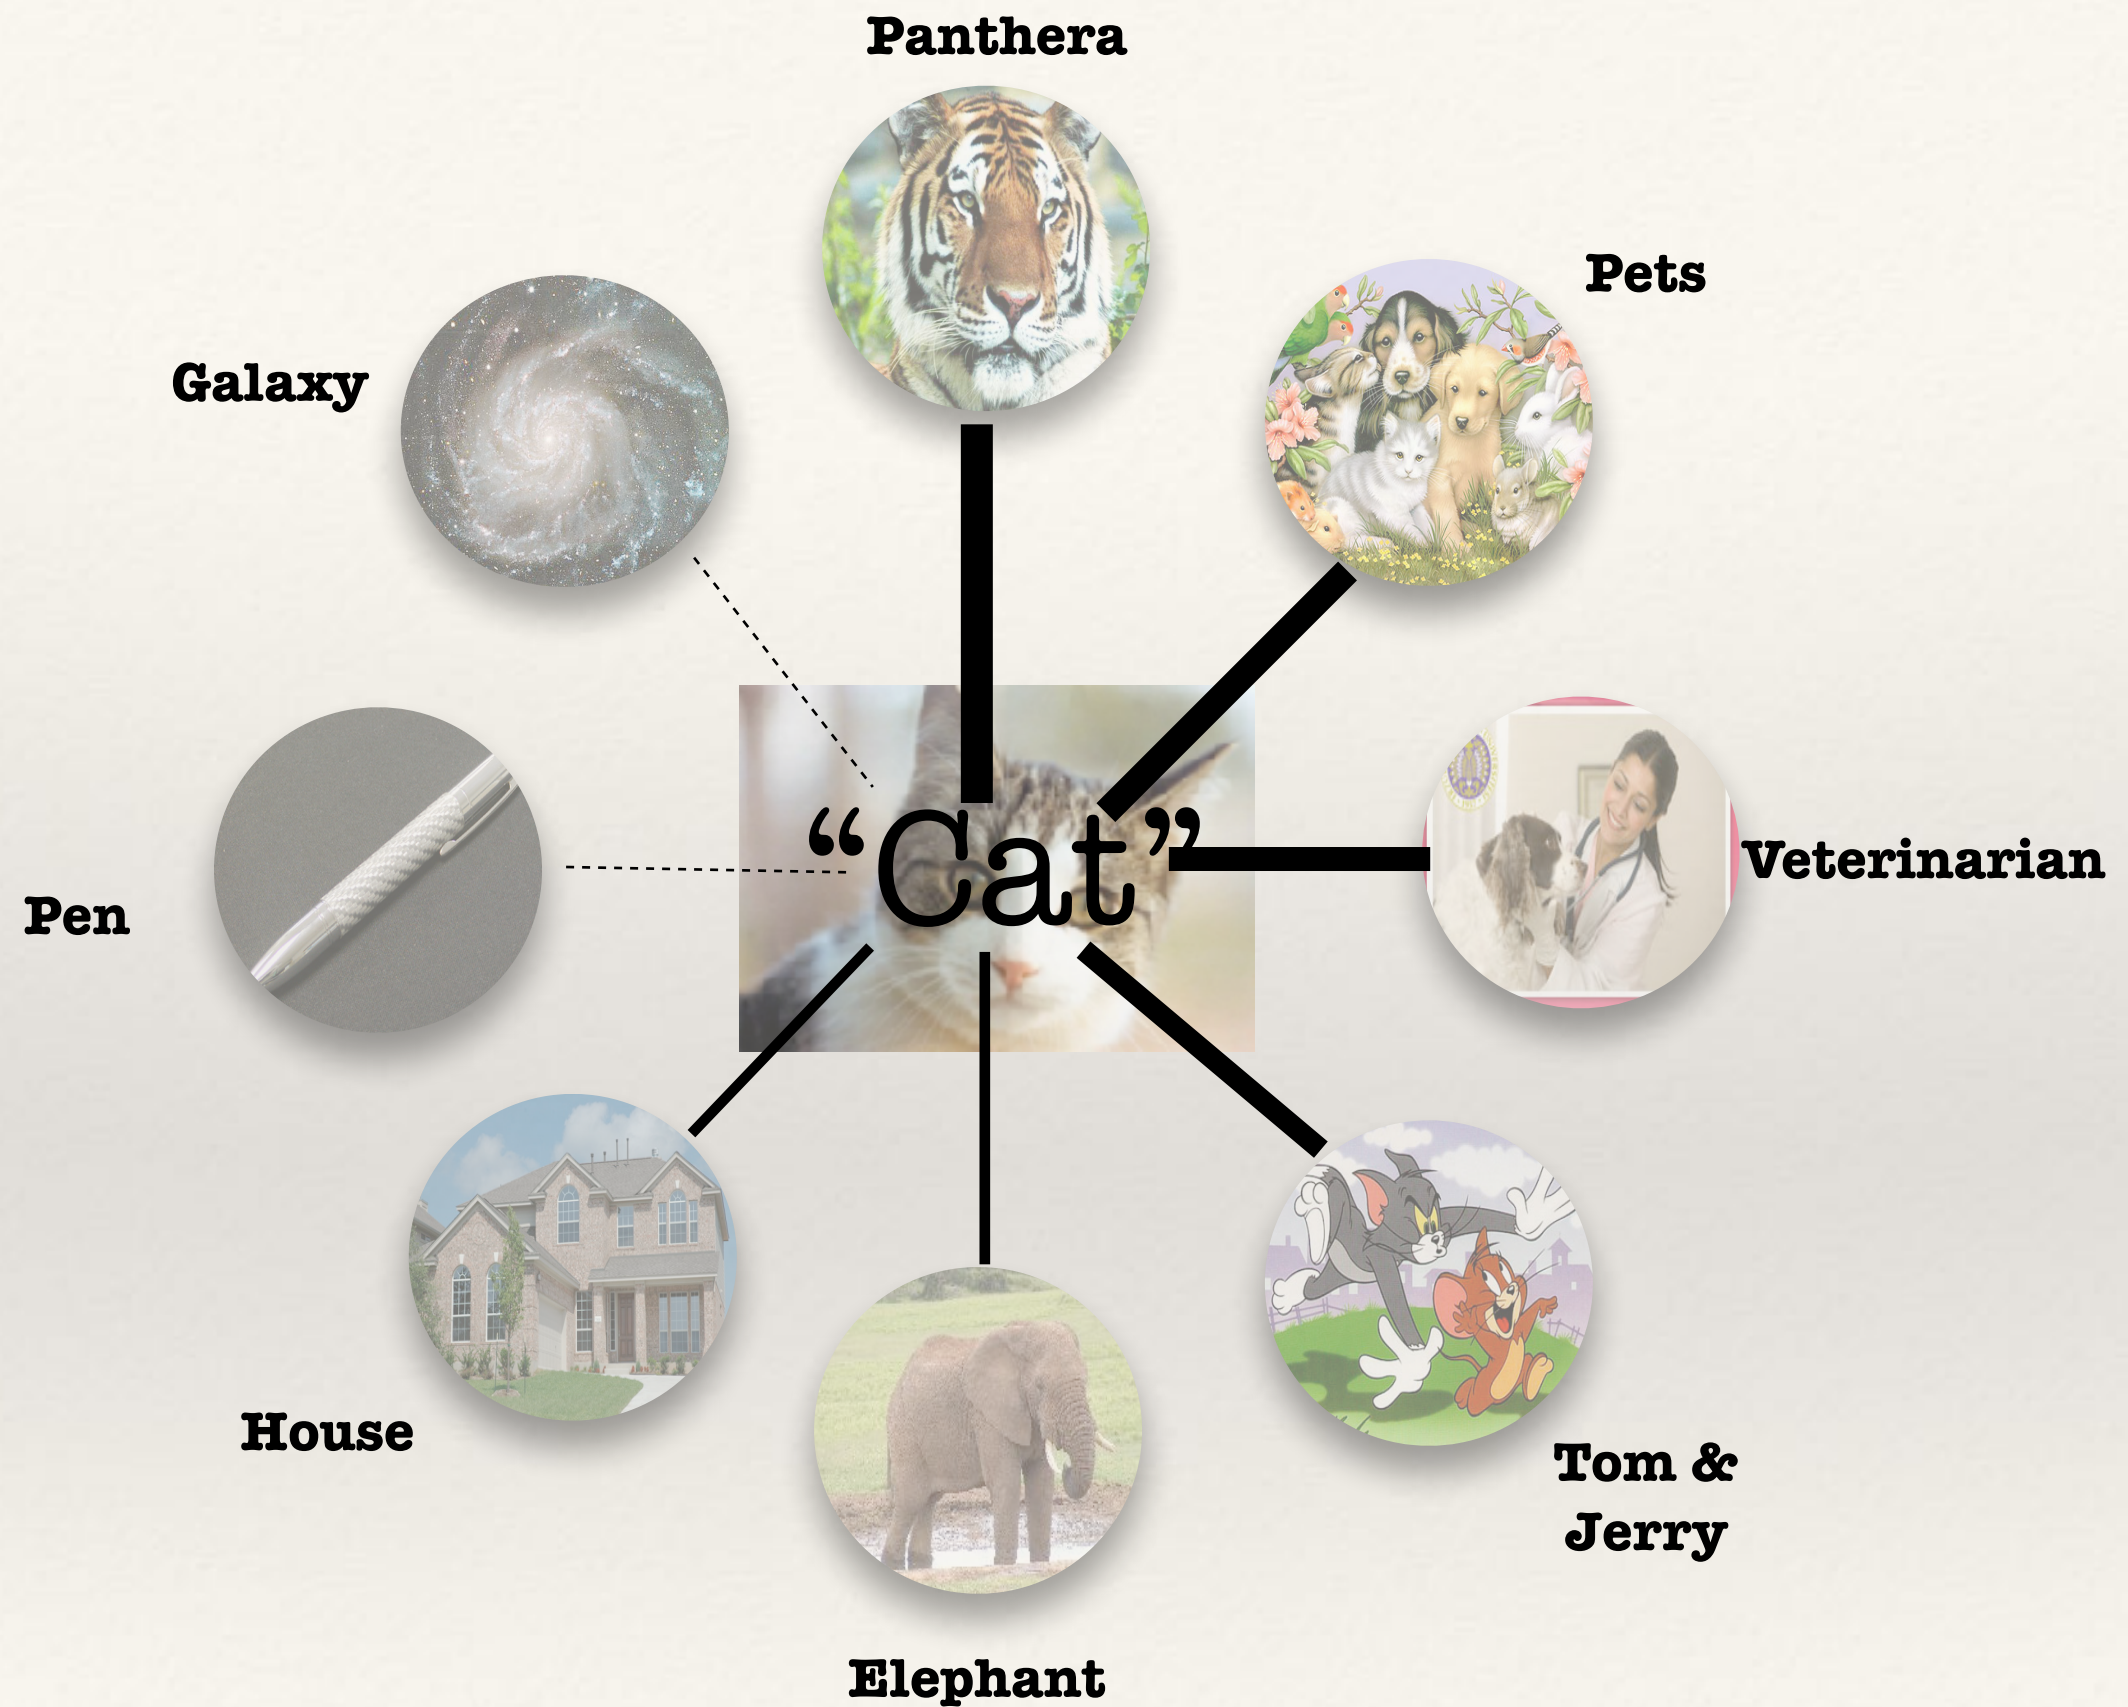 Panthera
Pets
Galaxy
“Cat”
Veterinarian
Pen
House
Tom &
Jerry
Elephant